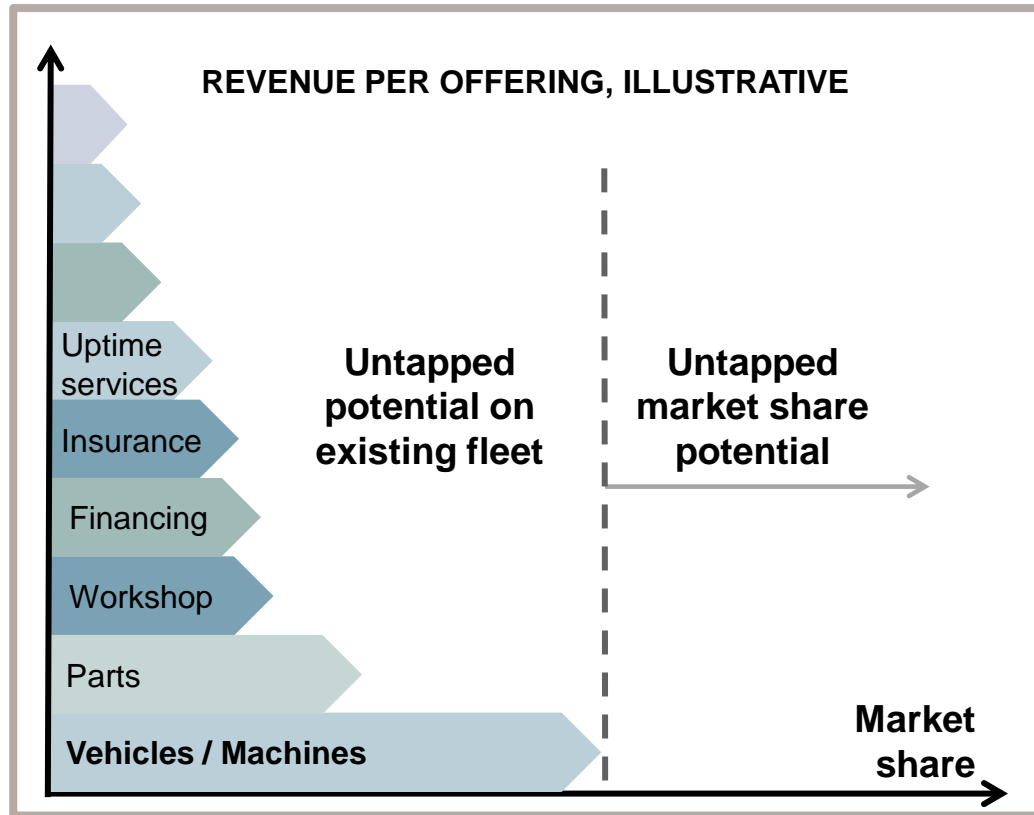 REVENUE PER OFFERING, ILLUSTRATIVE
Uptime
services
Insurance
Financing
Workshop
Parts
Vehicles / Machines
Untapped
potential on
existing fleet
Untapped
market share
potential
Market
share